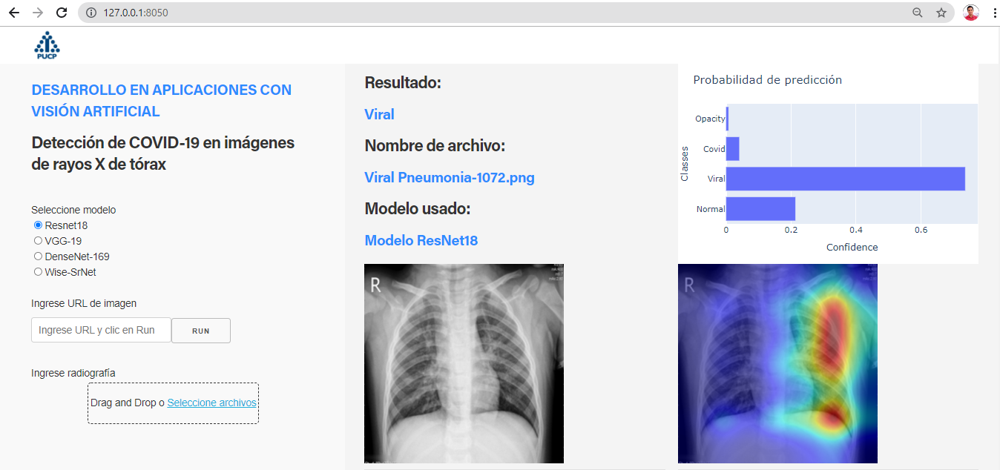 127.0.0.1:8050
PUCP
DESARROLLO EN APLICACIONES CON
VISIÓN ARTIFICIAL
Detección de COVID-19 en imágenes
de rayos X de tórax
Seleccione modelo
Resnet18
VGG-19
DenseNet-169
Wise-SrNet
Ingrese URL de imagen
Ingrese URL y clic en Run
RUN
Ingrese radiografía
Drag and Drop o Seleccione archivos
Resultado:
Viral
Nombre de archivo:
Viral Pneumonia-1072.png
Modelo usado:
Modelo ResNet18
R
Probabilidad de predicción
Classes
Opacity
Covid
Viral
Normal
0 0.2 0.4 0.6
Confidence
R